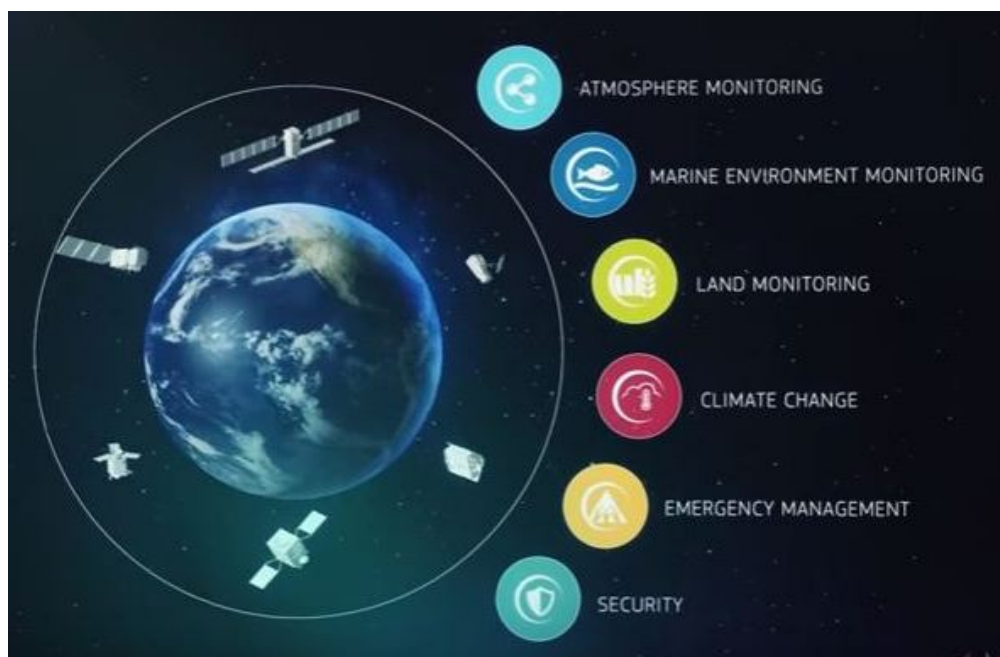 ATMOSPHERE MONITORING
MARINE ENVIRONMENT MONITORING
LAND MONITORING
CLIMATE CHANGE
EMERGENCY MANAGEMENT
SECURITY